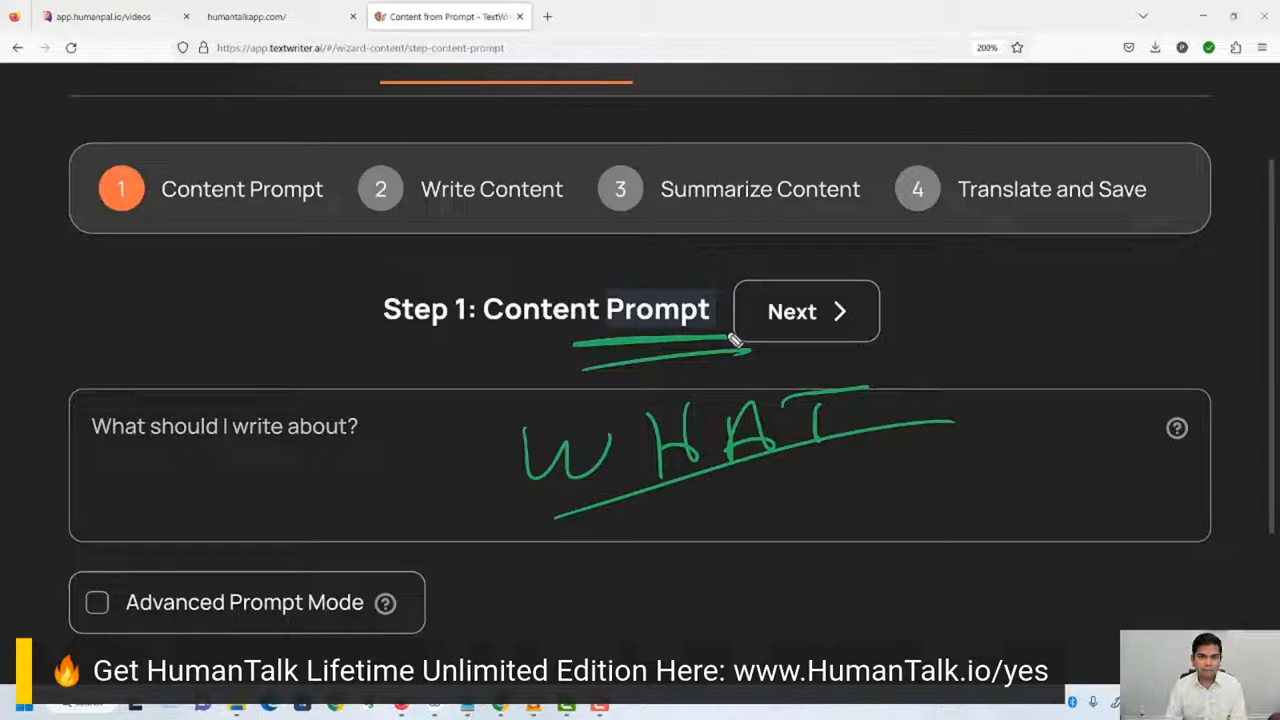 app.humanpal.io/videos
humantalkapp.com/
Content from Prompt - TextWri
https://app.textwriter.ai/#/wizard-content/step-content-prompt
200%
1 Content Prompt 2 Write Content 3 Summarize Content 4 Translate and Save
Step 1: Content Prompt Next
What should I write about?
WHAT
Advanced Prompt Mode
🔥 Get HumanTalk Lifetime Unlimited Edition Here: www.HumanTalk.io/yes